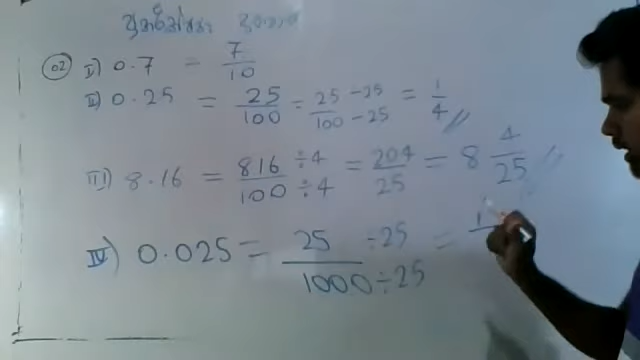 02 I) 0.7 = 7/10
II) 0.25 = 25/100 = 25 - 25/100 - 25 = 1/4 //
III) 8.16 = 816 ÷4/100 ÷4 = 204/25 = 8 4/25 //
IV) 0.025 = 25 ÷25/1000 ÷25 = 1